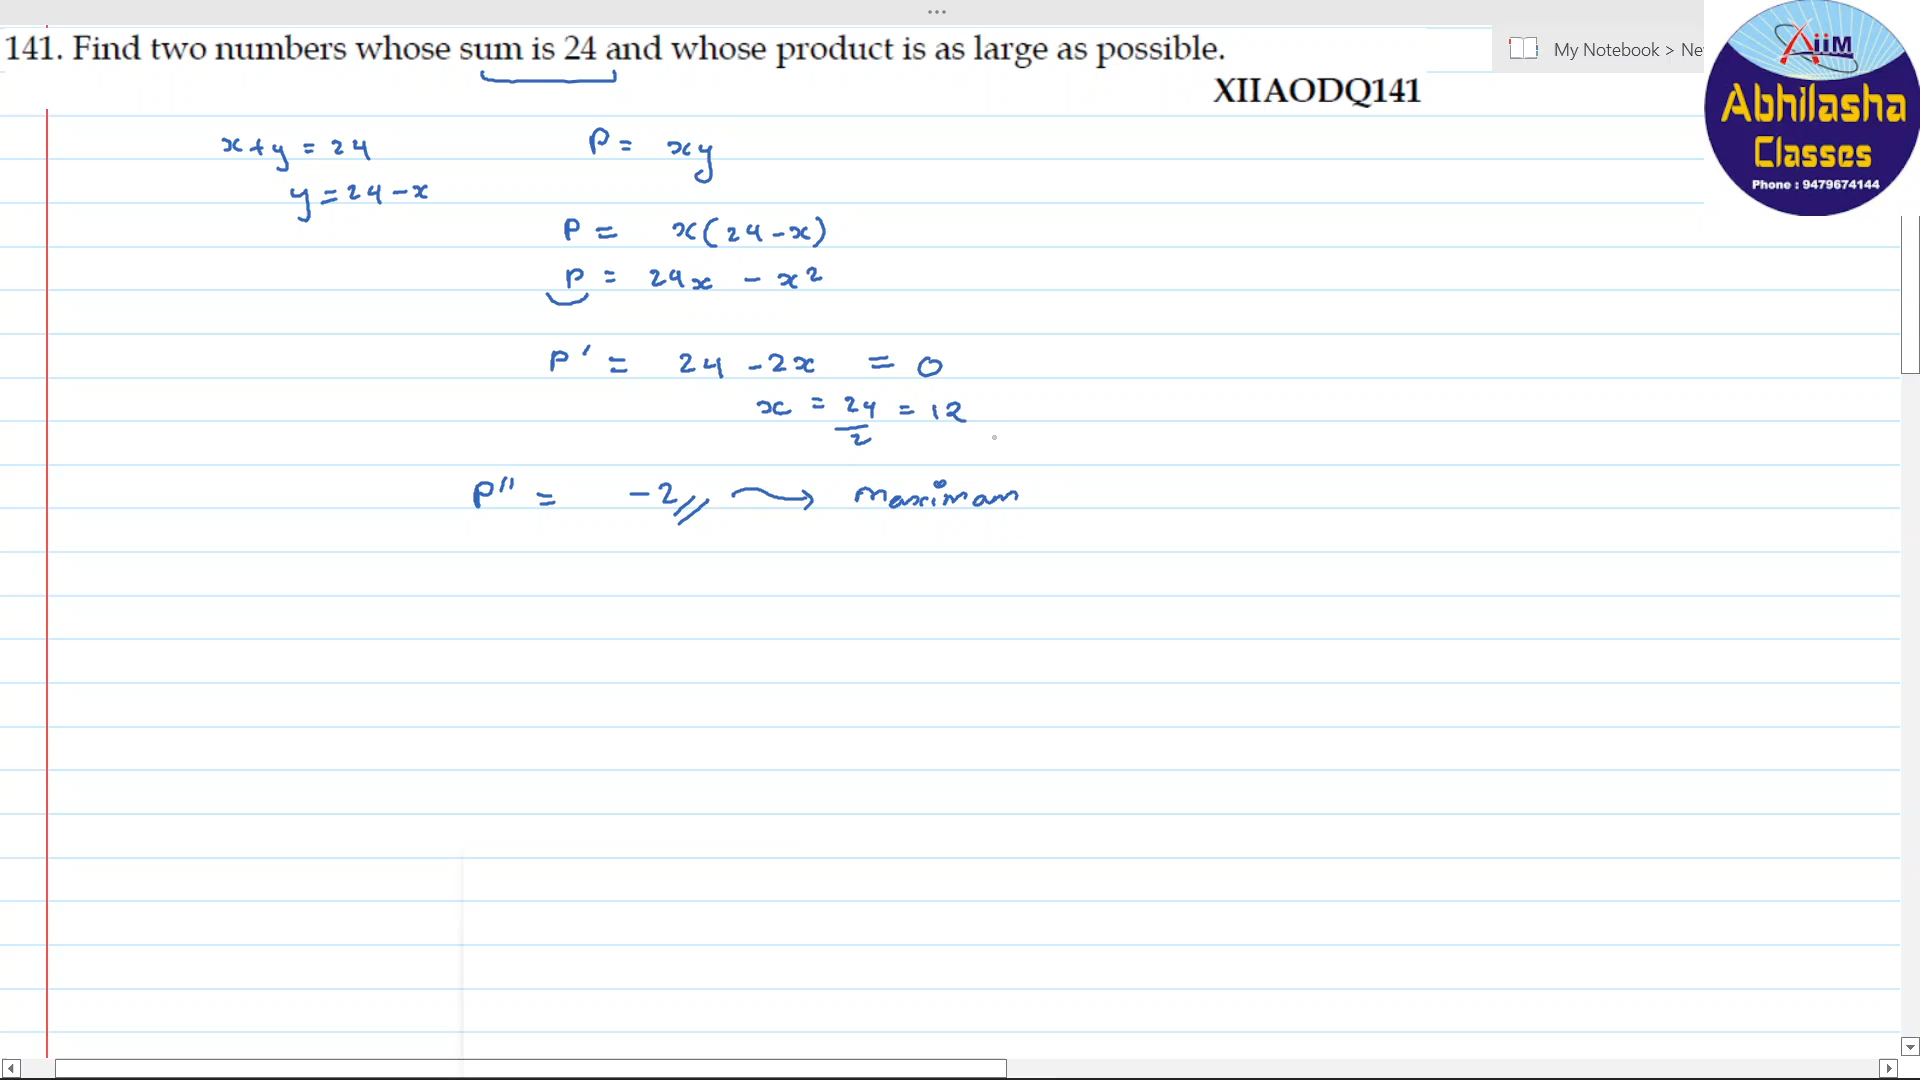 ...
141. Find two numbers whose sum is 24 and whose product is as large as possible.
My Notebook > Ne
XIIAODQ141
AiiM
Abhilasha
Classes
Phone : 9479674144
x + y = 24
y = 24 - x
P = xy
P = x(24 - x)
P = 24x - x²
P' = 24 - 2x = 0
x = 24/2 = 12
P'' = -2 → maximam